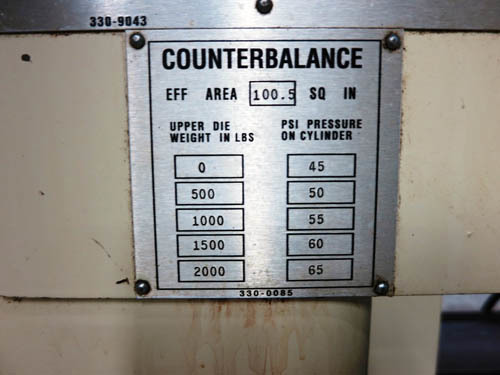 330-9043
COUNTERBALANCE
EFF AREA 100.5 SQ IN
UPPER DIE WEIGHT IN LBS
PSI PRESSURE ON CYLINDER
0 45
500 50
1000 55
1500 60
2000 65
330-0085